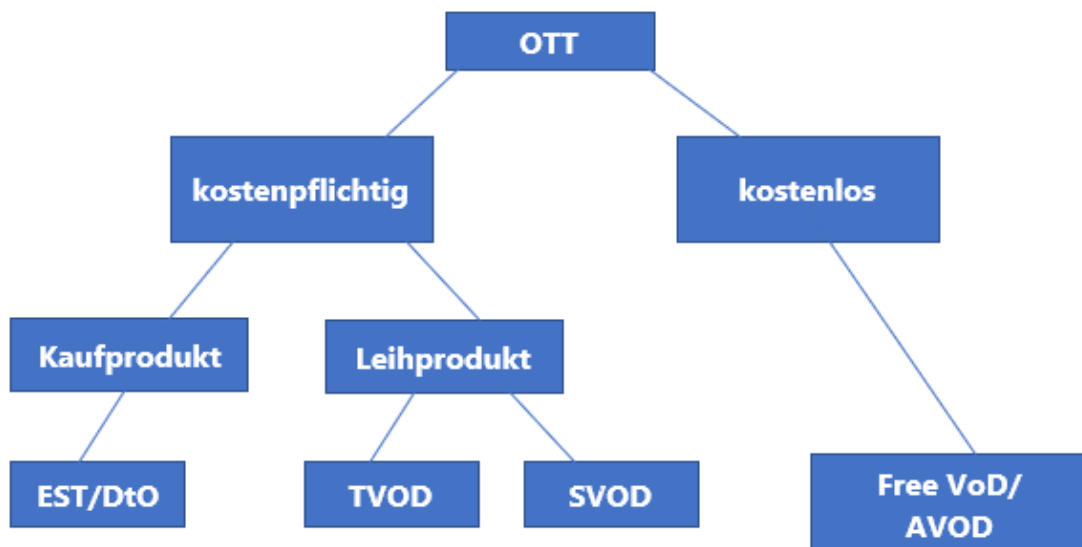 OTT
kostenpflichtig
kostenlos
Kaufprodukt
Leihprodukt
EST/DtO
TVOD
SVOD
Free VoD/
AVOD